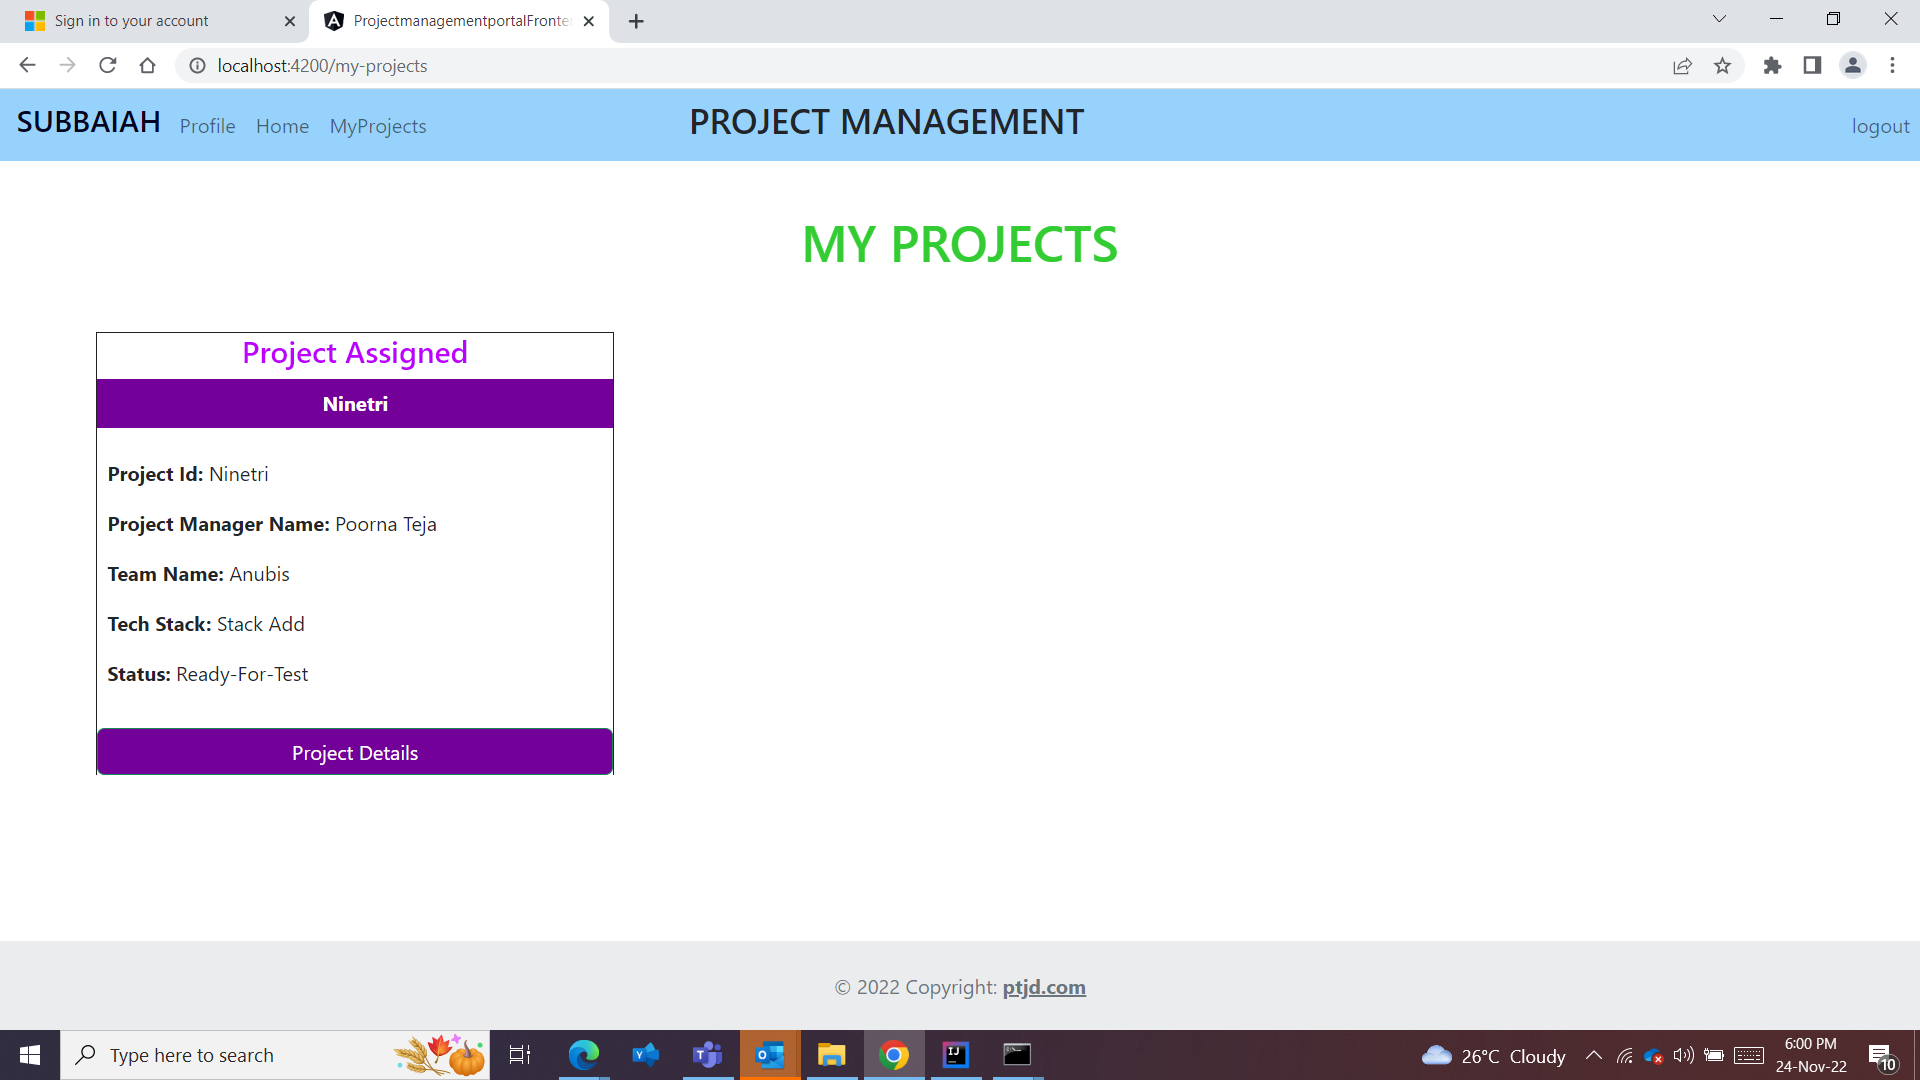 Sign in to your account
ProjectmanagementportalFronte
localhost:4200/my-projects
SUBBAIAH Profile Home MyProjects PROJECT MANAGEMENT logout
MY PROJECTS
Project Assigned
Ninetri
Project Id: Ninetri
Project Manager Name: Poorna Teja
Team Name: Anubis
Tech Stack: Stack Add
Status: Ready-For-Test
Project Details
© 2022 Copyright: ptjd.com
Type here to search
26°C Cloudy
6:00 PM
24-Nov-22
10